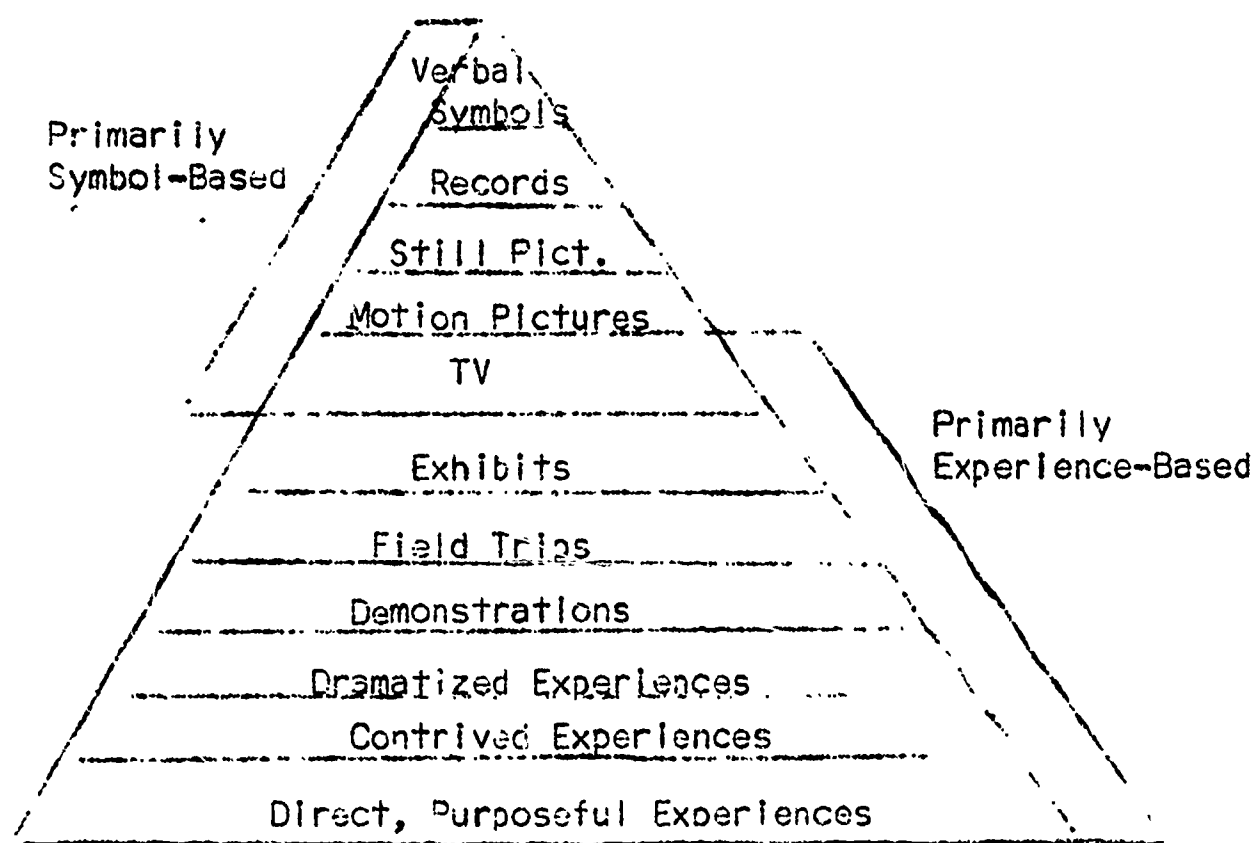 Verbal
Symbols
Primarily
Symbol-Based
Records
Still Pict.
Motion Pictures
TV
Primarily
Experience-Based
Exhibits
Field Trips
Demonstrations
Dramatized Experiences
Contrived Experiences
Direct, Purposeful Experiences